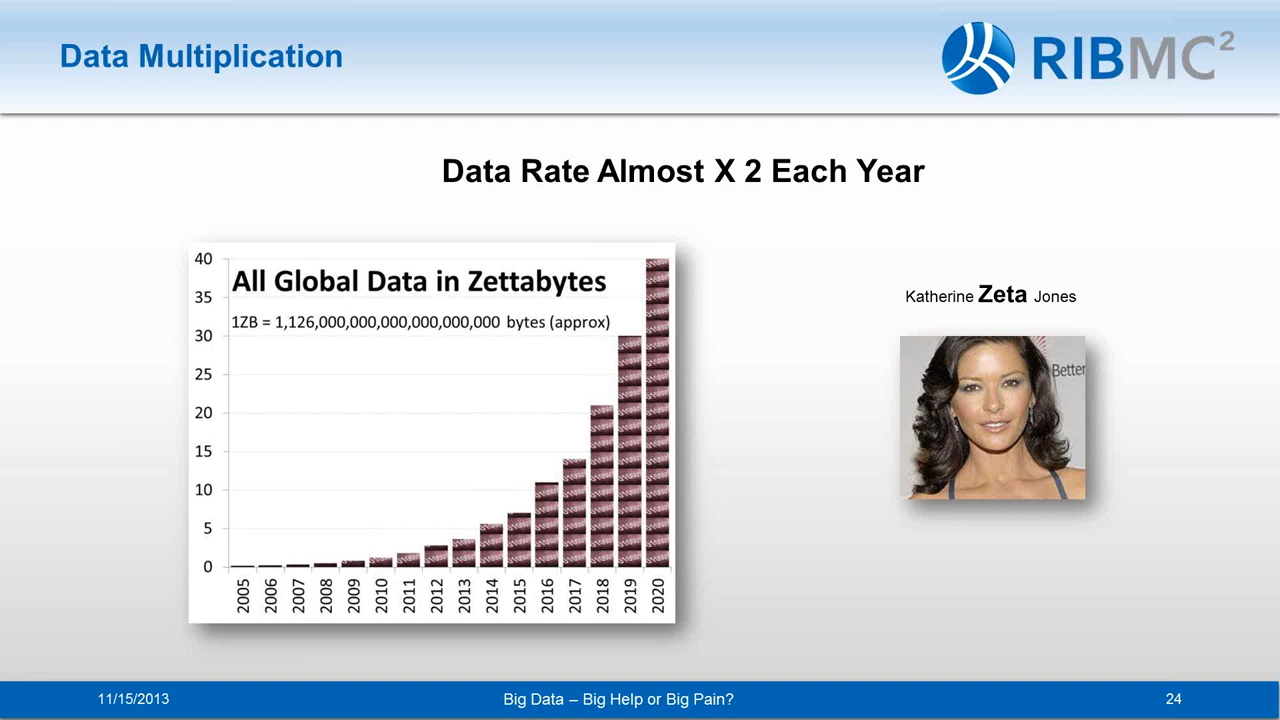 Data Multiplication
RIBMC²
Data Rate Almost X 2 Each Year
All Global Data in Zettabytes
1ZB = 1,126,000,000,000,000,000,000 bytes (approx)
40
35
30
25
20
15
10
5
0
2005 2006 2007 2008 2009 2010 2011 2012 2013 2014 2015 2016 2017 2018 2019 2020
Katherine Zeta Jones
Better
11/15/2013 Big Data – Big Help or Big Pain? 24